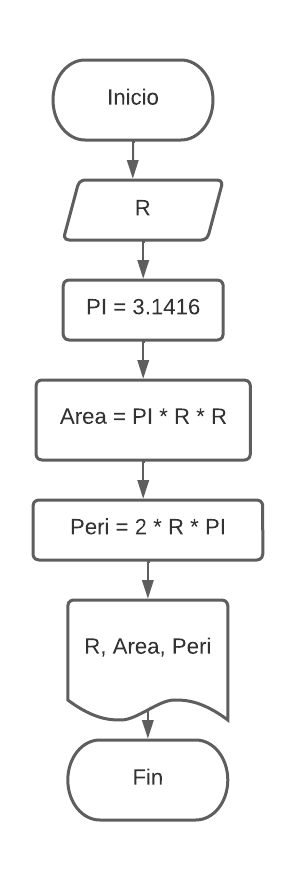 Inicio
R
PI = 3.1416
Area = PI * R * R
Peri = 2 * R * PI
R, Area, Peri
Fin